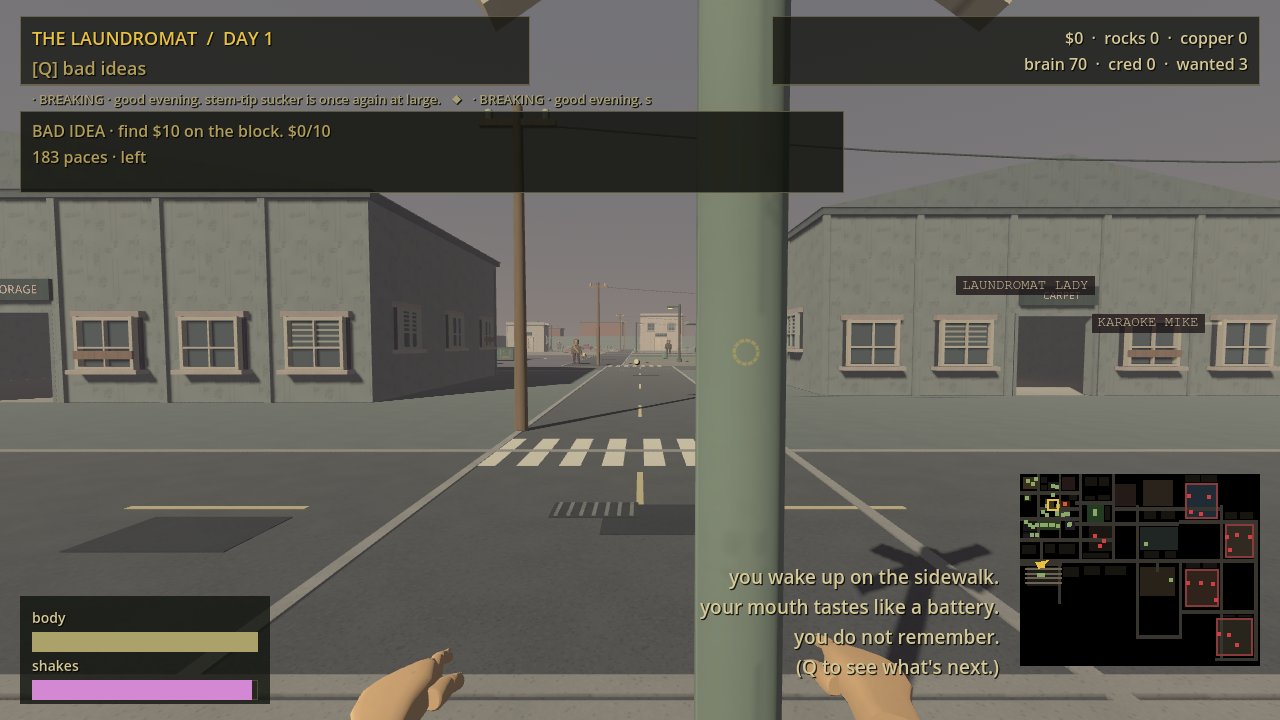 THE LAUNDROMAT / DAY 1
[Q] bad ideas
$0 · rocks 0 · copper 0
brain 70 · cred 0 · wanted 3
· BREAKING · good evening. stem-tip sucker is once again at large. ◆ · BREAKING · good evening. s
BAD IDEA · find $10 on the block. $0/10
183 paces · left
ORAGE
LAUNDROMAT LADY
CARPET
KARAOKE MIKE
you wake up on the sidewalk.
your mouth tastes like a battery.
you do not remember.
(Q to see what's next.)
body
shakes